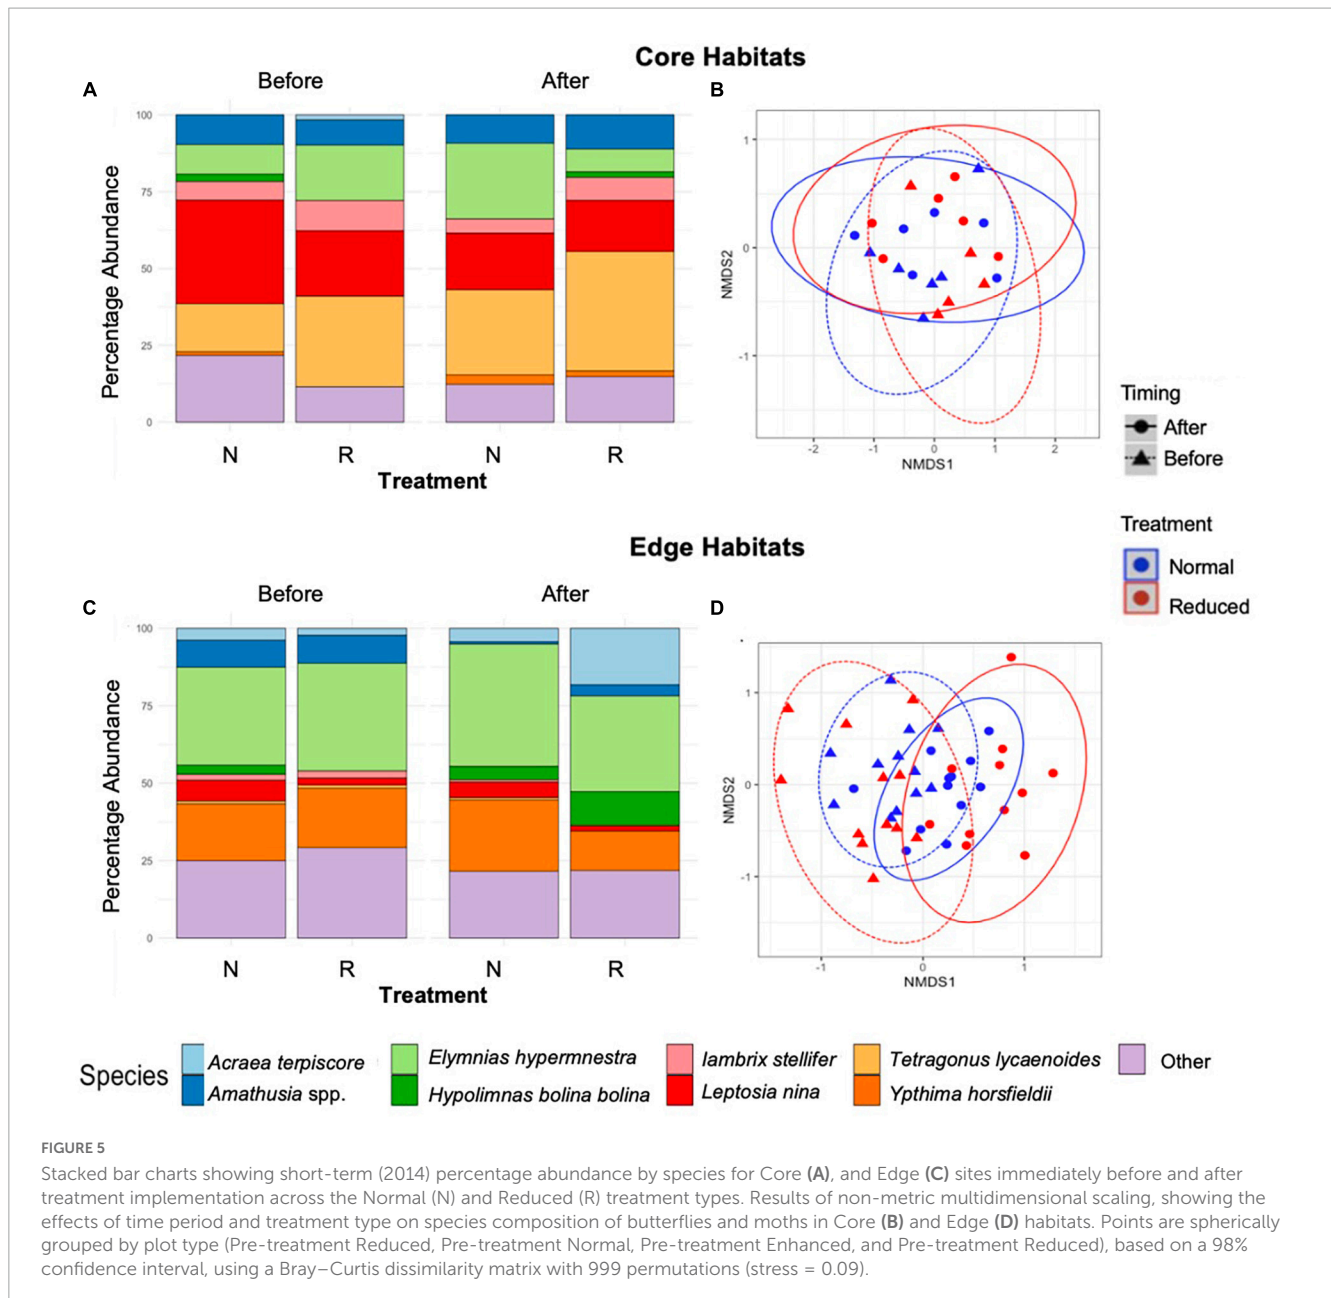 Core Habitats
A
Before
After
B
Percentage Abundance
100
75
50
25
0
N
R
N
R
Treatment
NMDS2
1
0
-1
-2
-1
0
1
2
NMDS1
Timing
After
Before
Treatment
Normal
Reduced
Edge Habitats
C
Before
After
D
Percentage Abundance
100
75
50
25
0
N
R
N
R
Treatment
NMDS2
1
0
-1
-1
0
1
NMDS1
Species
Acraea terpiscore
Amathusia spp.
Elymnias hypermnestra
Hypolimnas bolina bolina
Iambrix stellifer
Leptosia nina
Tetragonus lycaenoides
Ypthima horsfieldii
Other
FIGURE 5
Stacked bar charts showing short-term (2014) percentage abundance by species for Core (A), and Edge (C) sites immediately before and after
treatment implementation across the Normal (N) and Reduced (R) treatment types. Results of non-metric multidimensional scaling, showing the
effects of time period and treatment type on species composition of butterflies and moths in Core (B) and Edge (D) habitats. Points are spherically
grouped by plot type (Pre-treatment Reduced, Pre-treatment Normal, Pre-treatment Enhanced, and Pre-treatment Reduced), based on a 98%
confidence interval, using a Bray–Curtis dissimilarity matrix with 999 permutations (stress = 0.09).